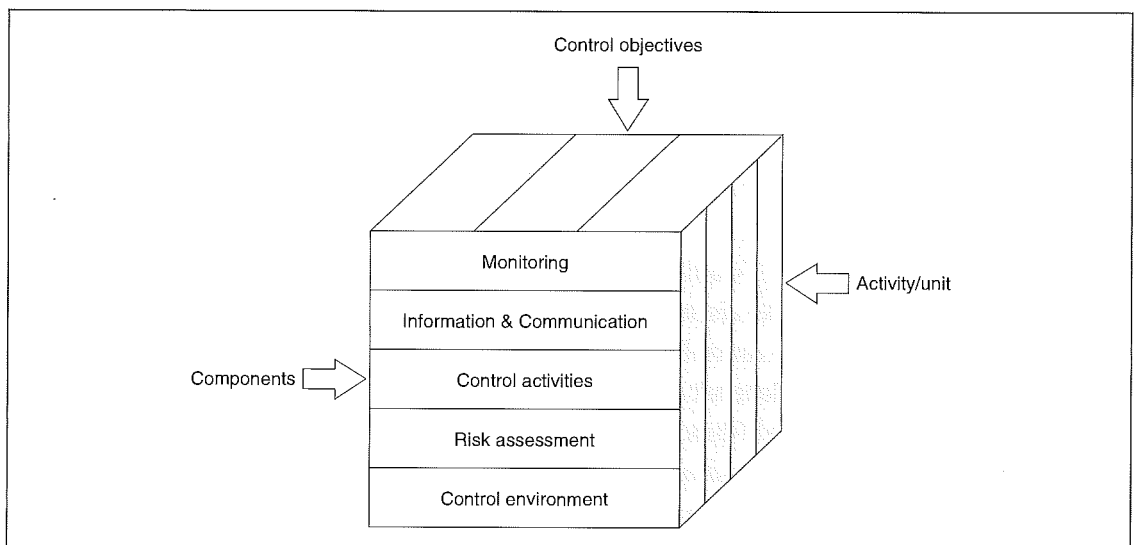 Control objectives
Monitoring
Activity/unit
Information & Communication
Components
Control activities
Risk assessment
Control environment